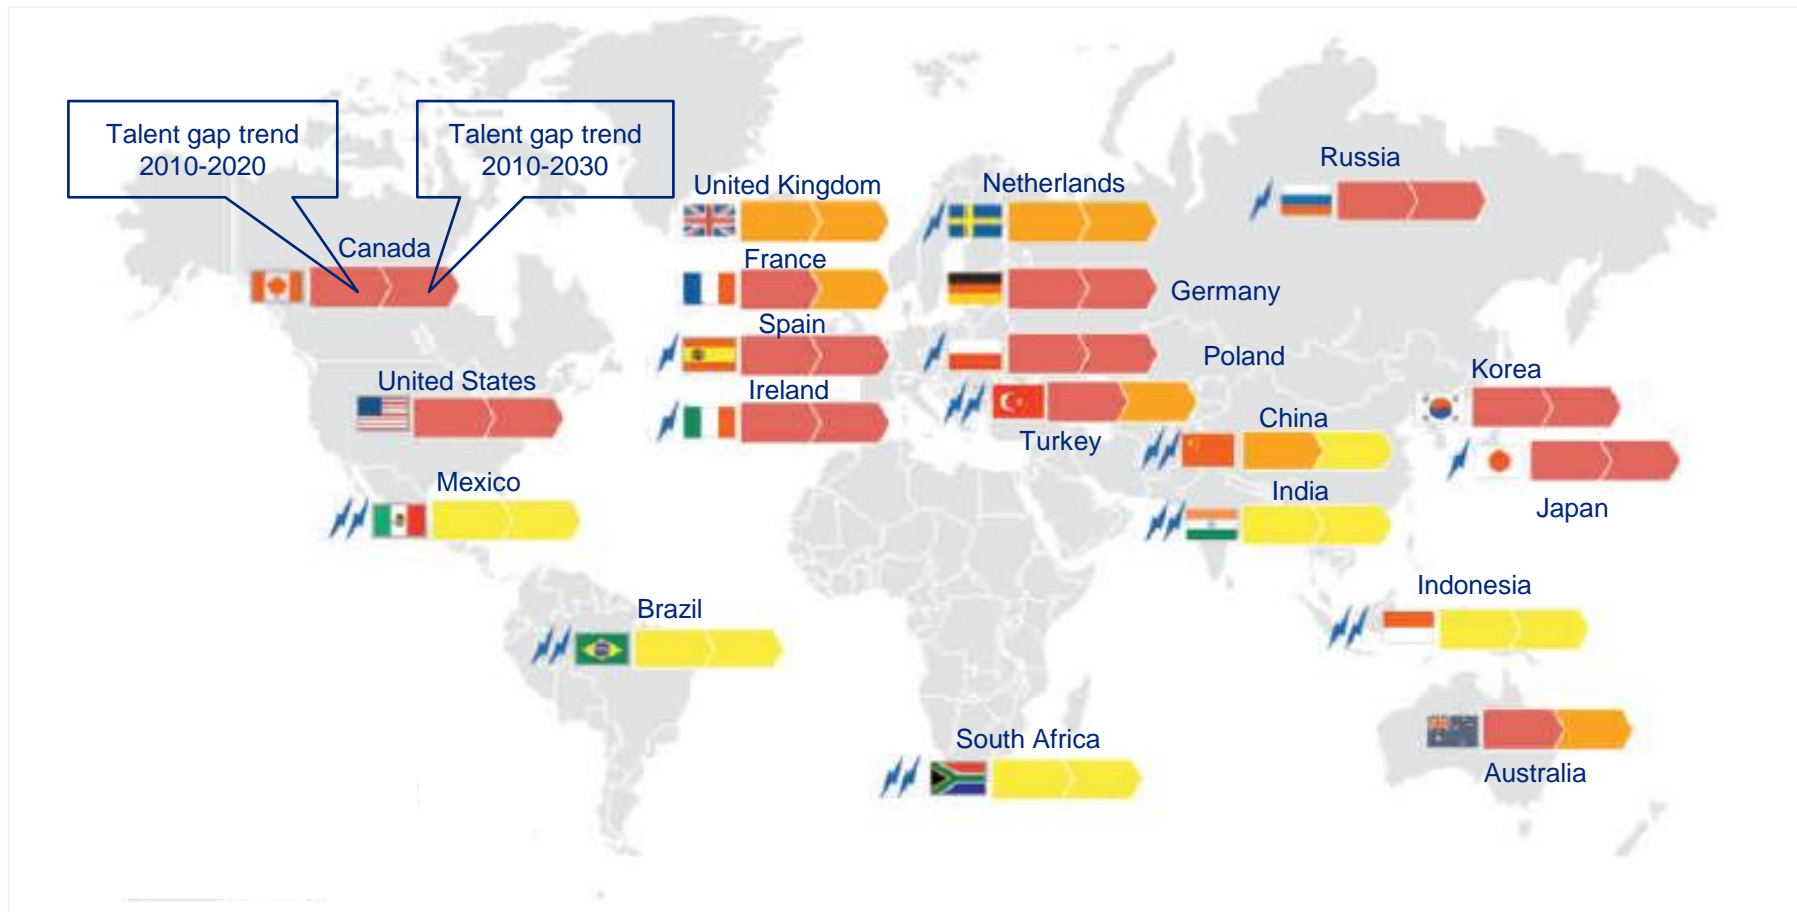 Talent gap trend
2010-2020
Talent gap trend
2010-2030
Russia
United Kingdom
Netherlands
Canada
France
Germany
Spain
Poland
Korea
United States
Ireland
China
Turkey
Mexico
India
Japan
Indonesia
Brazil
South Africa
Australia